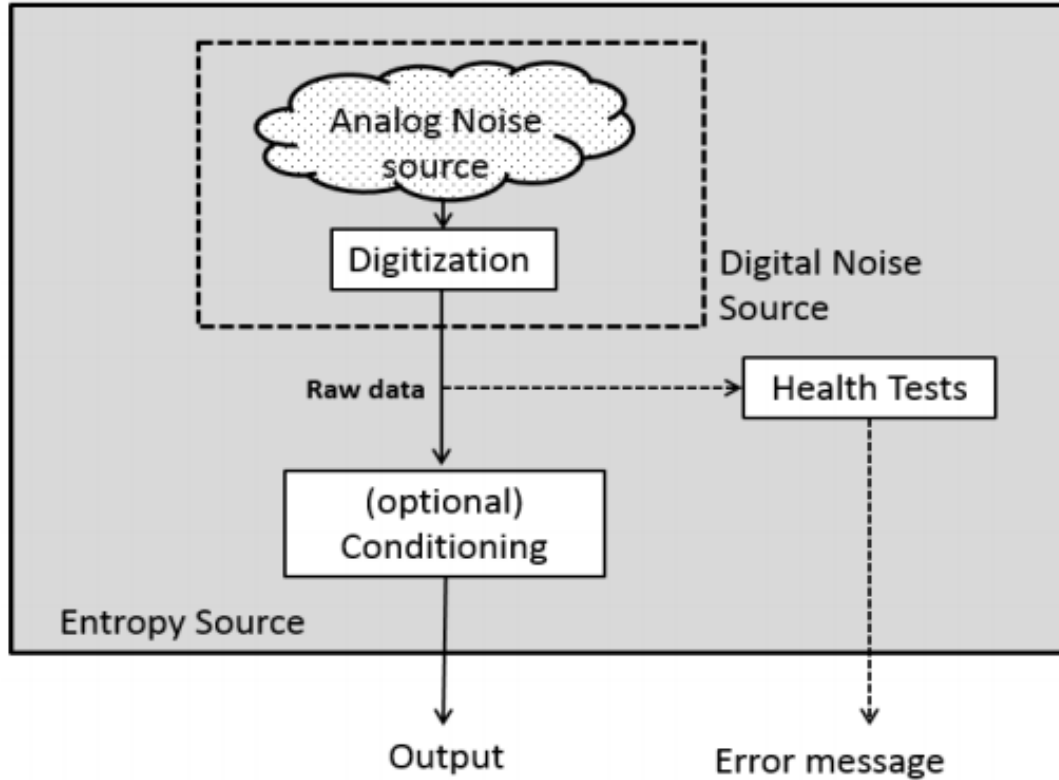 Analog Noise
source
Digitization
Digital Noise
Source
Raw data
Health Tests
(optional)
Conditioning
Entropy Source
Output
Error message